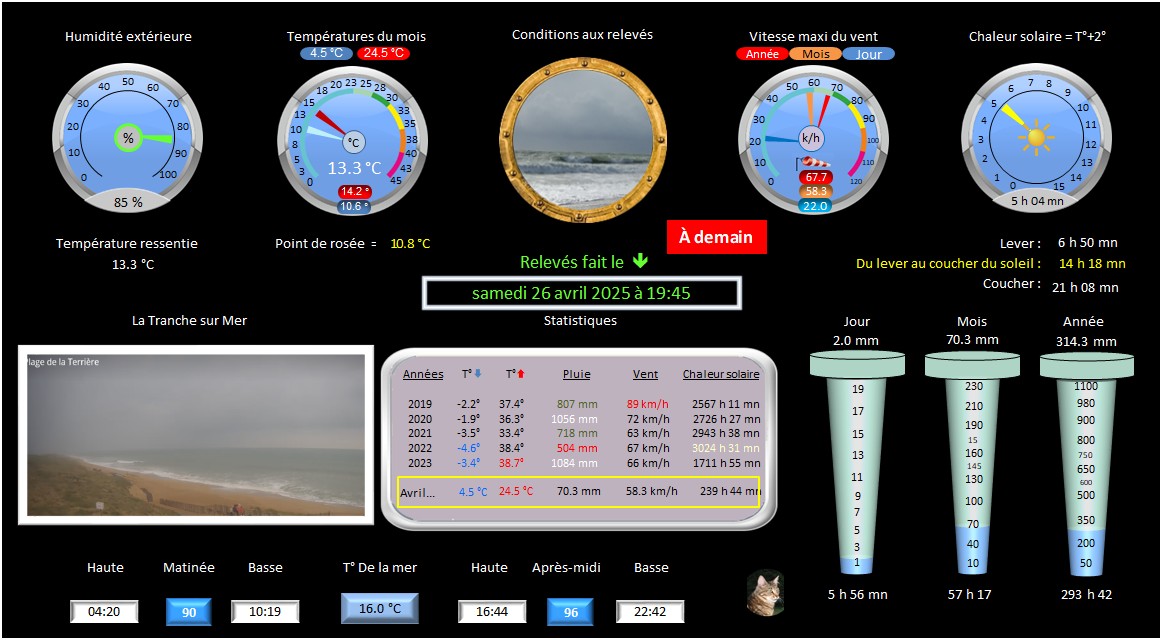 Humidité extérieure
Températures du mois
Conditions aux relevés
Vitesse maxi du vent
Chaleur solaire = T°+2°
4.5 °C 24.5 °C
Année Mois Jour
0 10 20 30 40 50 60 70 80 90 100
%
85 %
0 3 5 8 10 13 15 18 20 23 25 28 30 33 35 38 40 43 45
°C
13.3 °C
14.2 °
10.6 °
0 10 20 30 40 50 60 70 80 90 100 110 120
k/h
67.7
58.3
22.0
0 1 2 3 4 5 6 7 8 9 10 11 12 13 14 15
5 h 04 mn
Température ressentie
13.3 °C
Point de rosée = 10.8 °C
À demain
Relevés fait le
samedi 26 avril 2025 à 19:45
Lever : 6 h 50 mn
Du lever au coucher du soleil : 14 h 18 mn
Coucher : 21 h 08 mn
La Tranche sur Mer
Plage de la Terrière
Statistiques
Années T° T° Pluie Vent Chaleur solaire
2019 -2.2° 37.4° 807 mm 89 km/h 2567 h 11 mn
2020 -1.9° 36.3° 1056 mm 72 km/h 2726 h 27 mn
2021 -3.5° 33.4° 718 mm 63 km/h 2943 h 38 mn
2022 -4.6° 38.4° 504 mm 67 km/h 3024 h 31 mn
2023 -3.4° 38.7° 1084 mm 66 km/h 1711 h 55 mn
Avril... 4.5 °C 24.5 °C 70.3 mm 58.3 km/h 239 h 44 mn
Jour
2.0 mm
19
17
15
13
11
9
7
5
3
1
5 h 56 mn
Mois
70.3 mm
230
210
190
15
160
145
130
100
70
40
10
57 h 17
Année
314.3 mm
1100
980
900
800
750
650
600
500
350
200
50
293 h 42
Haute Matinée Basse T° De la mer Haute Après-midi Basse
04:20 90 10:19 16.0 °C 16:44 96 22:42